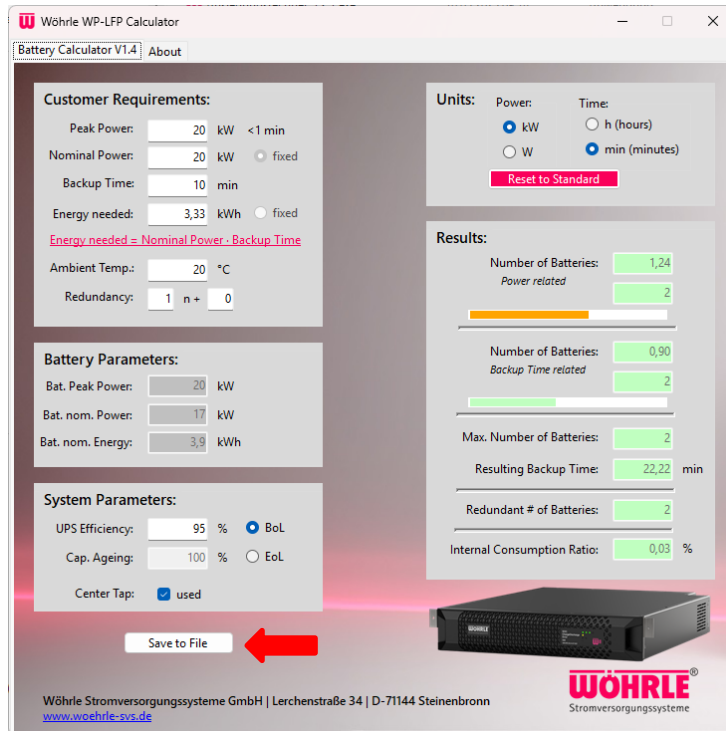 Wöhrle WP-LFP Calculator
Battery Calculator V1.4 About
Customer Requirements:
Peak Power: 20 kW <1 min
Nominal Power: 20 kW fixed
Backup Time: 10 min
Energy needed: 3,33 kWh fixed
Energy needed = Nominal Power · Backup Time
Ambient Temp.: 20 °C
Redundancy: 1 n + 0
Battery Parameters:
Bat. Peak Power: 20 kW
Bat. nom. Power: 17 kW
Bat. nom. Energy: 3,9 kWh
System Parameters:
UPS Efficiency: 95 % BoL
Cap. Ageing: 100 % EoL
Center Tap: used
Save to File
Units: Power: Time:
kW h (hours)
W min (minutes)
Reset to Standard
Results:
Number of Batteries: 1,24
Power related
2
Number of Batteries: 0,90
Backup Time related
2
Max. Number of Batteries: 2
Resulting Backup Time: 22,22 min
Redundant # of Batteries: 2
Internal Consumption Ratio: 0,03 %
WÖHRLE
WÖHRLE®
Stromversorgungssysteme
Wöhrle Stromversorgungssysteme GmbH | Lerchenstraße 34 | D-71144 Steinenbronn
www.woehrle-svs.de